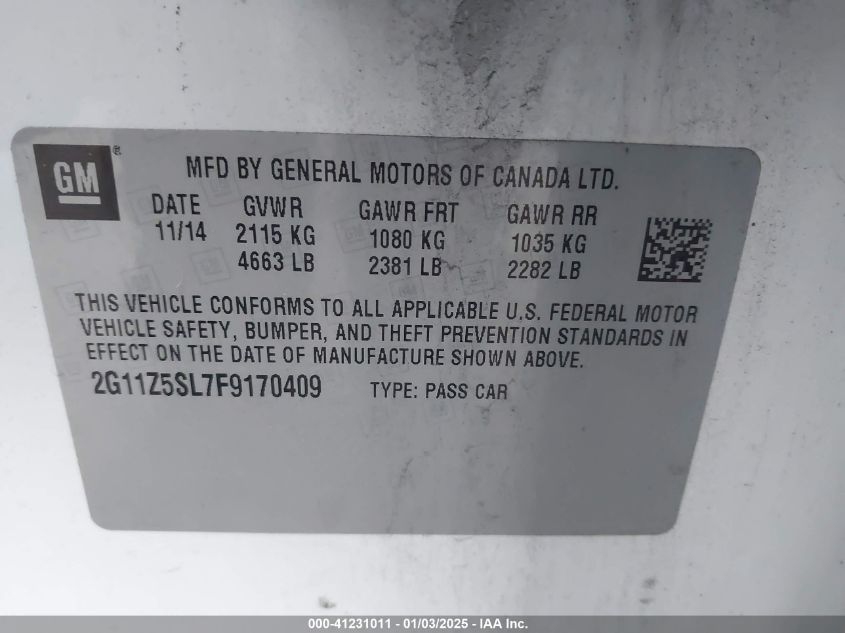 GM®
MFD BY GENERAL MOTORS OF CANADA LTD.
DATE GVWR GAWR FRT GAWR RR
11/14 2115 KG 1080 KG 1035 KG
4663 LB 2381 LB 2282 LB
THIS VEHICLE CONFORMS TO ALL APPLICABLE U.S. FEDERAL MOTOR
VEHICLE SAFETY, BUMPER, AND THEFT PREVENTION STANDARDS IN
EFFECT ON THE DATE OF MANUFACTURE SHOWN ABOVE.
2G11Z5SL7F9170409 TYPE: PASS CAR
000-41231011 - 01/03/2025 - IAA Inc.